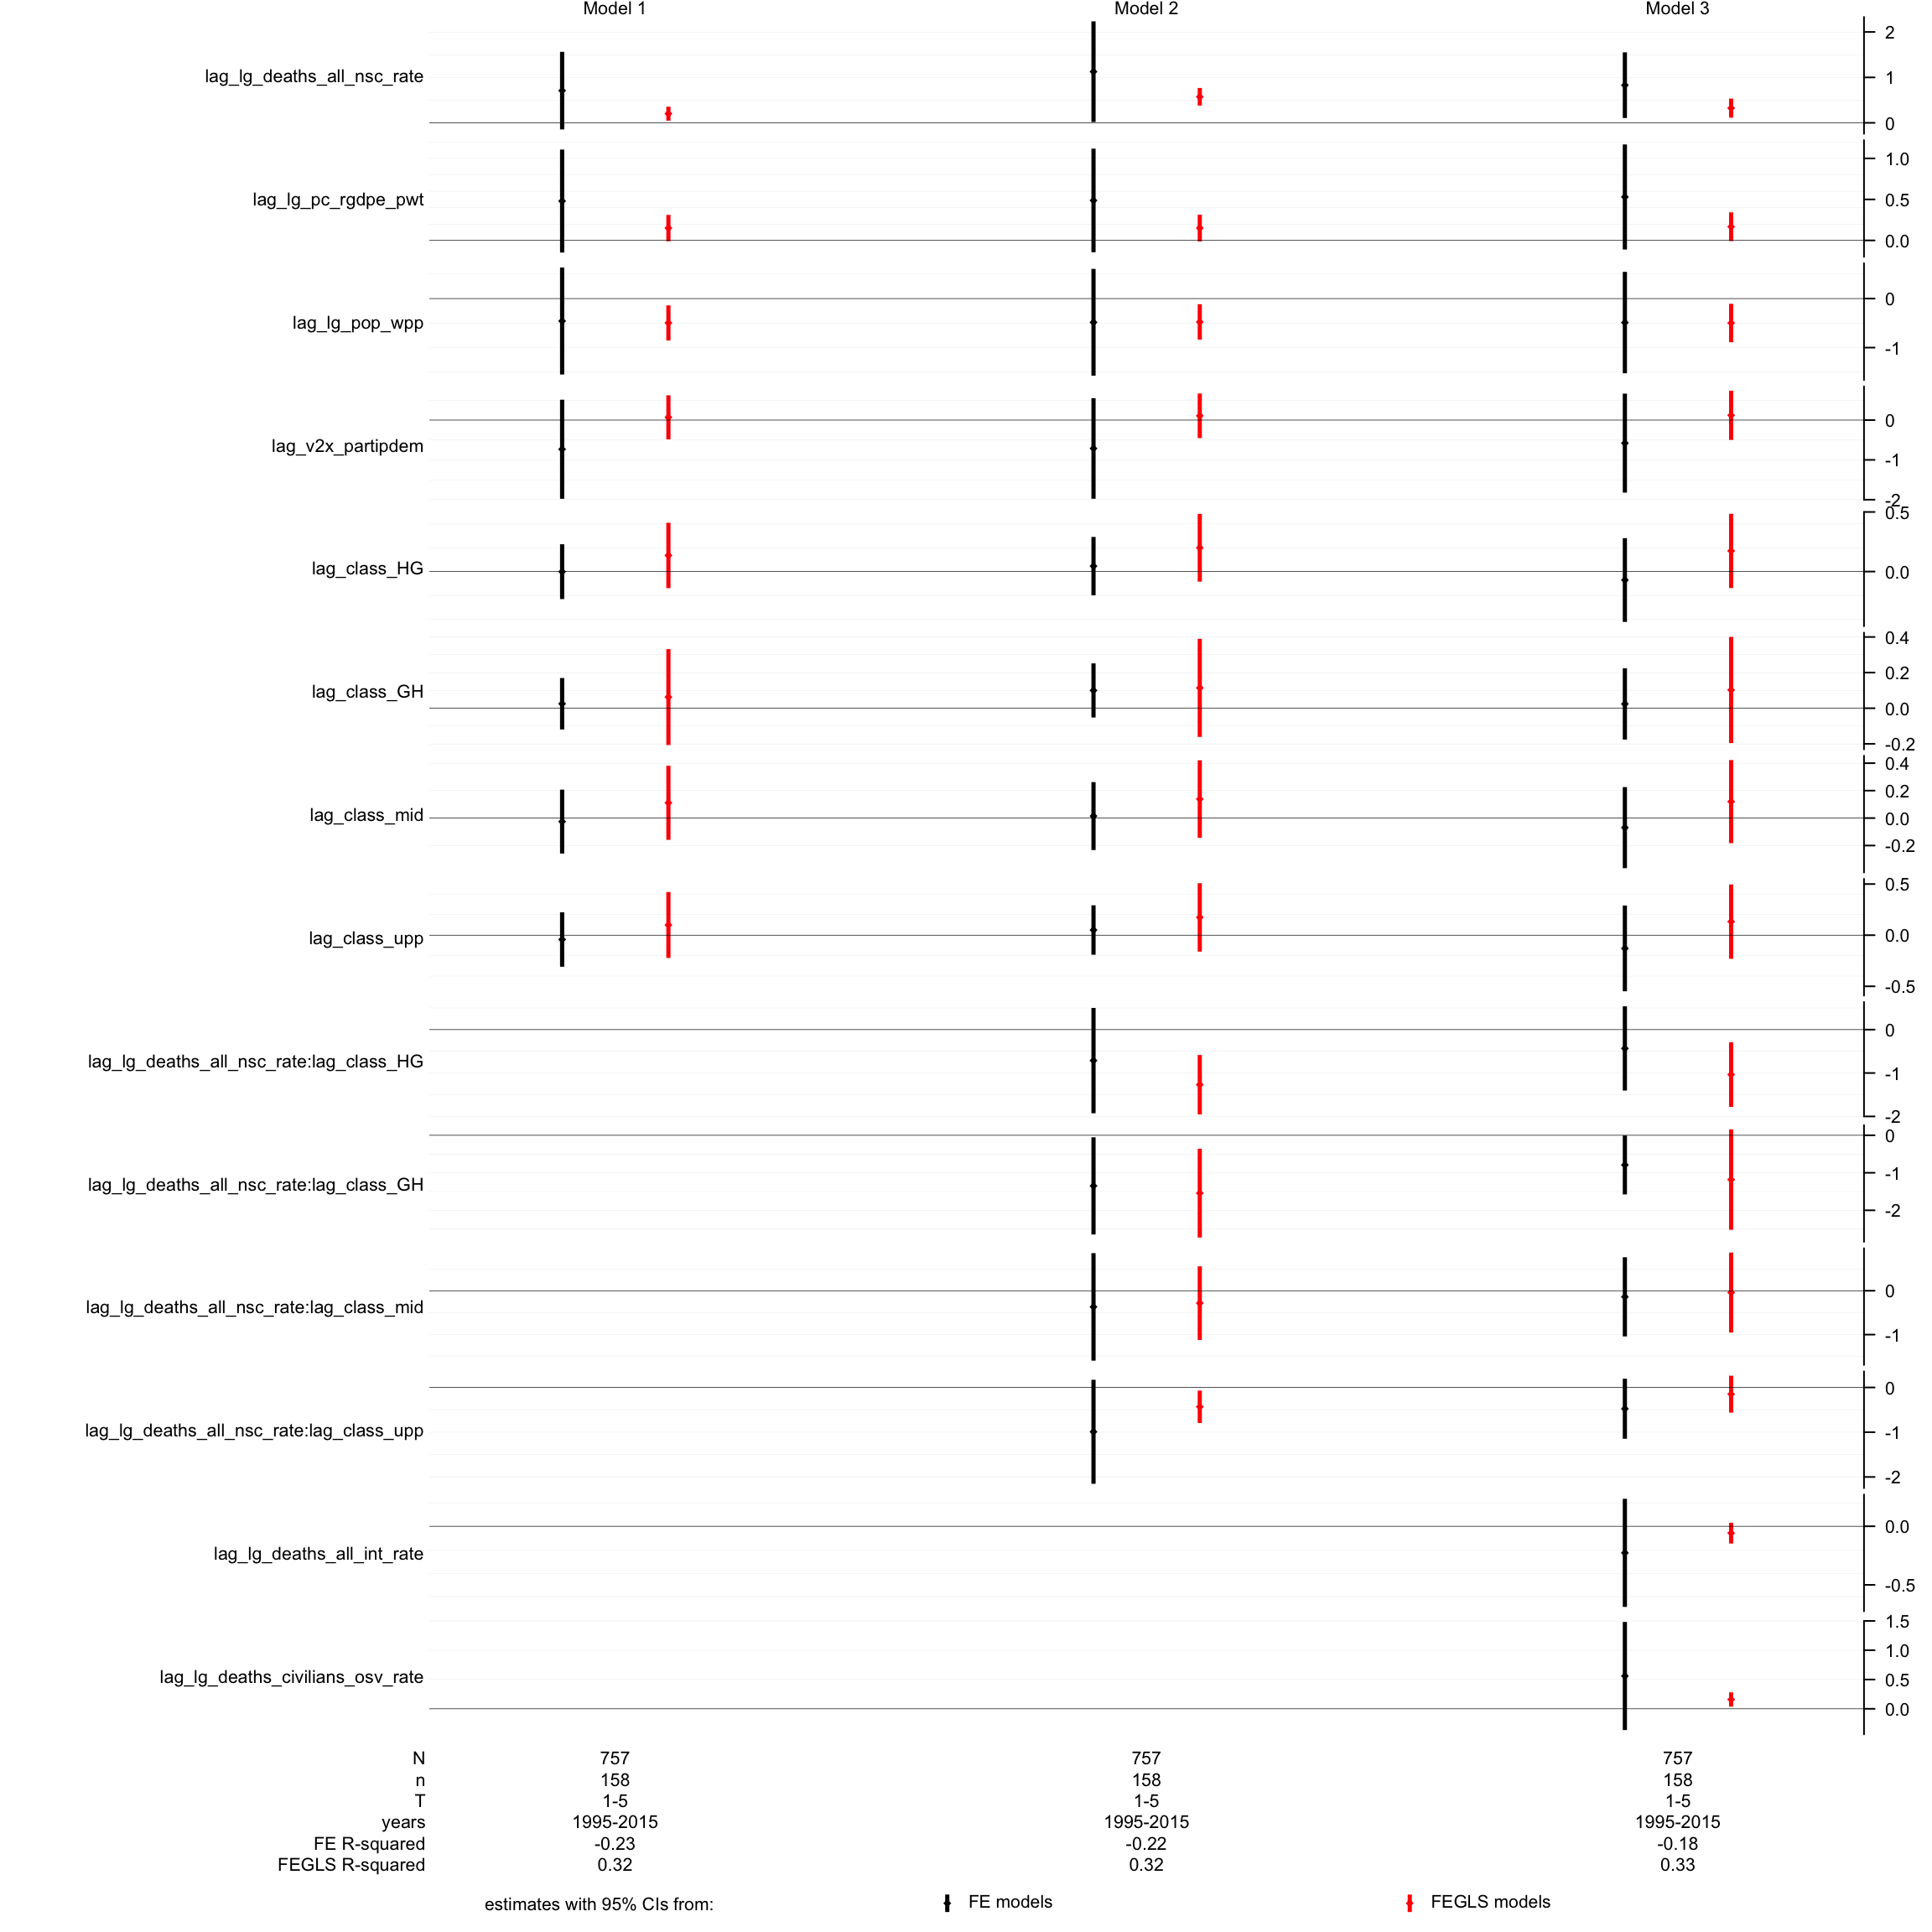 Model 1 Model 2 Model 3
lag_lg_deaths_all_nsc_rate
2
1
0
lag_lg_pc_rgdpe_pwt
1.0
0.5
0.0
lag_lg_pop_wpp
0
-1
lag_v2x_partipdem
0
-1
-2
lag_class_HG
0.5
0.0
lag_class_GH
0.4
0.2
0.0
-0.2
lag_class_mid
0.4
0.2
0.0
-0.2
lag_class_upp
0.5
0.0
-0.5
lag_lg_deaths_all_nsc_rate:lag_class_HG
0
-1
-2
lag_lg_deaths_all_nsc_rate:lag_class_GH
0
-1
-2
lag_lg_deaths_all_nsc_rate:lag_class_mid
0
-1
lag_lg_deaths_all_nsc_rate:lag_class_upp
0
-1
-2
lag_lg_deaths_all_int_rate
0.0
-0.5
lag_lg_deaths_civilians_osv_rate
1.5
1.0
0.5
0.0
N 757 757 757
n 158 158 158
T 1-5 1-5 1-5
years 1995-2015 1995-2015 1995-2015
FE R-squared -0.23 -0.22 -0.18
FEGLS R-squared 0.32 0.32 0.33
estimates with 95% CIs from: FE models FEGLS models